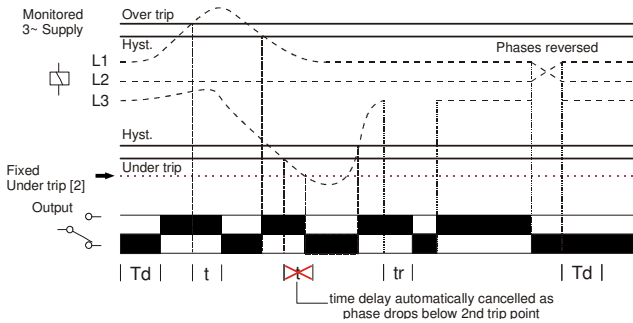 Monitored
3~ Supply
Over trip
Hyst.
L1
Phases reversed
L2
L3
Hyst.
Under trip
Fixed
Under trip [2]
Output
Td
t
t
tr
Td
time delay automatically cancelled as
phase drops below 2nd trip point